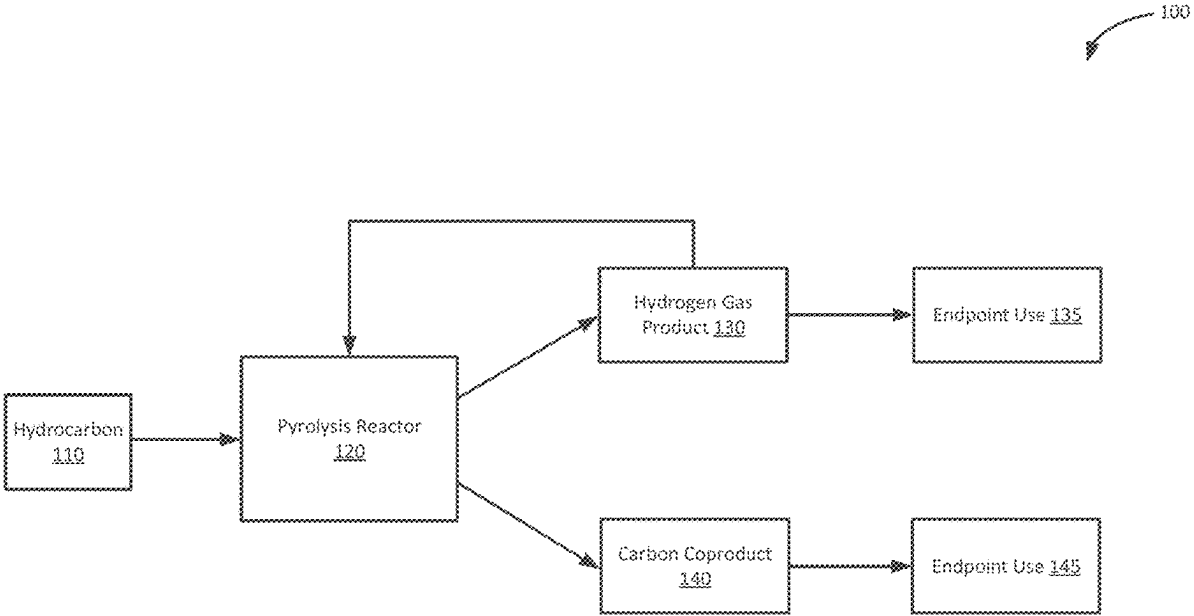 100
Hydrogen Gas
Product 130
Endpoint Use 135
Hydrocarbon
110
Pyrolysis Reactor
120
Carbon Coproduct
140
Endpoint Use 145